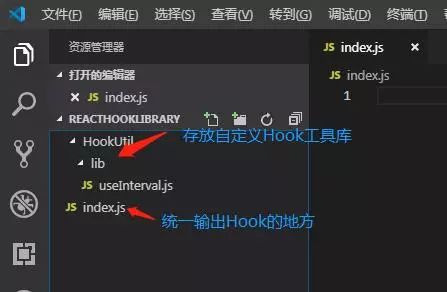 文件(F) 编辑(E) 选择(S) 查看(V) 转到(G) 调试(D) 终端(T) 帮
资源管理器
JS index.js ×
打开的编辑器
JS index.js
× JS index.js
1
REACTHOOKLIBRARY
HookUtil
存放自定义Hook工具库
lib
JS useInterval.js
JS index.js
统一输出Hook的地方